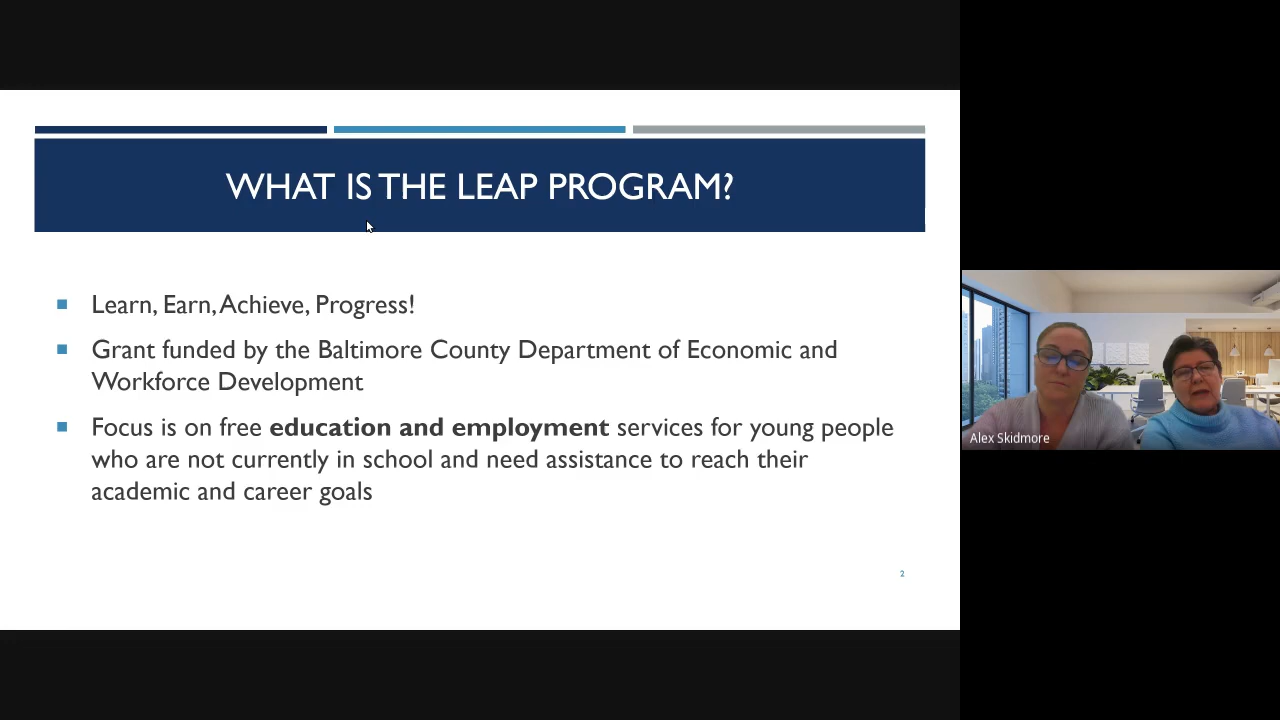 WHAT IS THE LEAP PROGRAM?
Learn, Earn, Achieve, Progress!
Grant funded by the Baltimore County Department of Economic and
Workforce Development
Focus is on free education and employment services for young people
who are not currently in school and need assistance to reach their
academic and career goals
2
Alex Skidmore